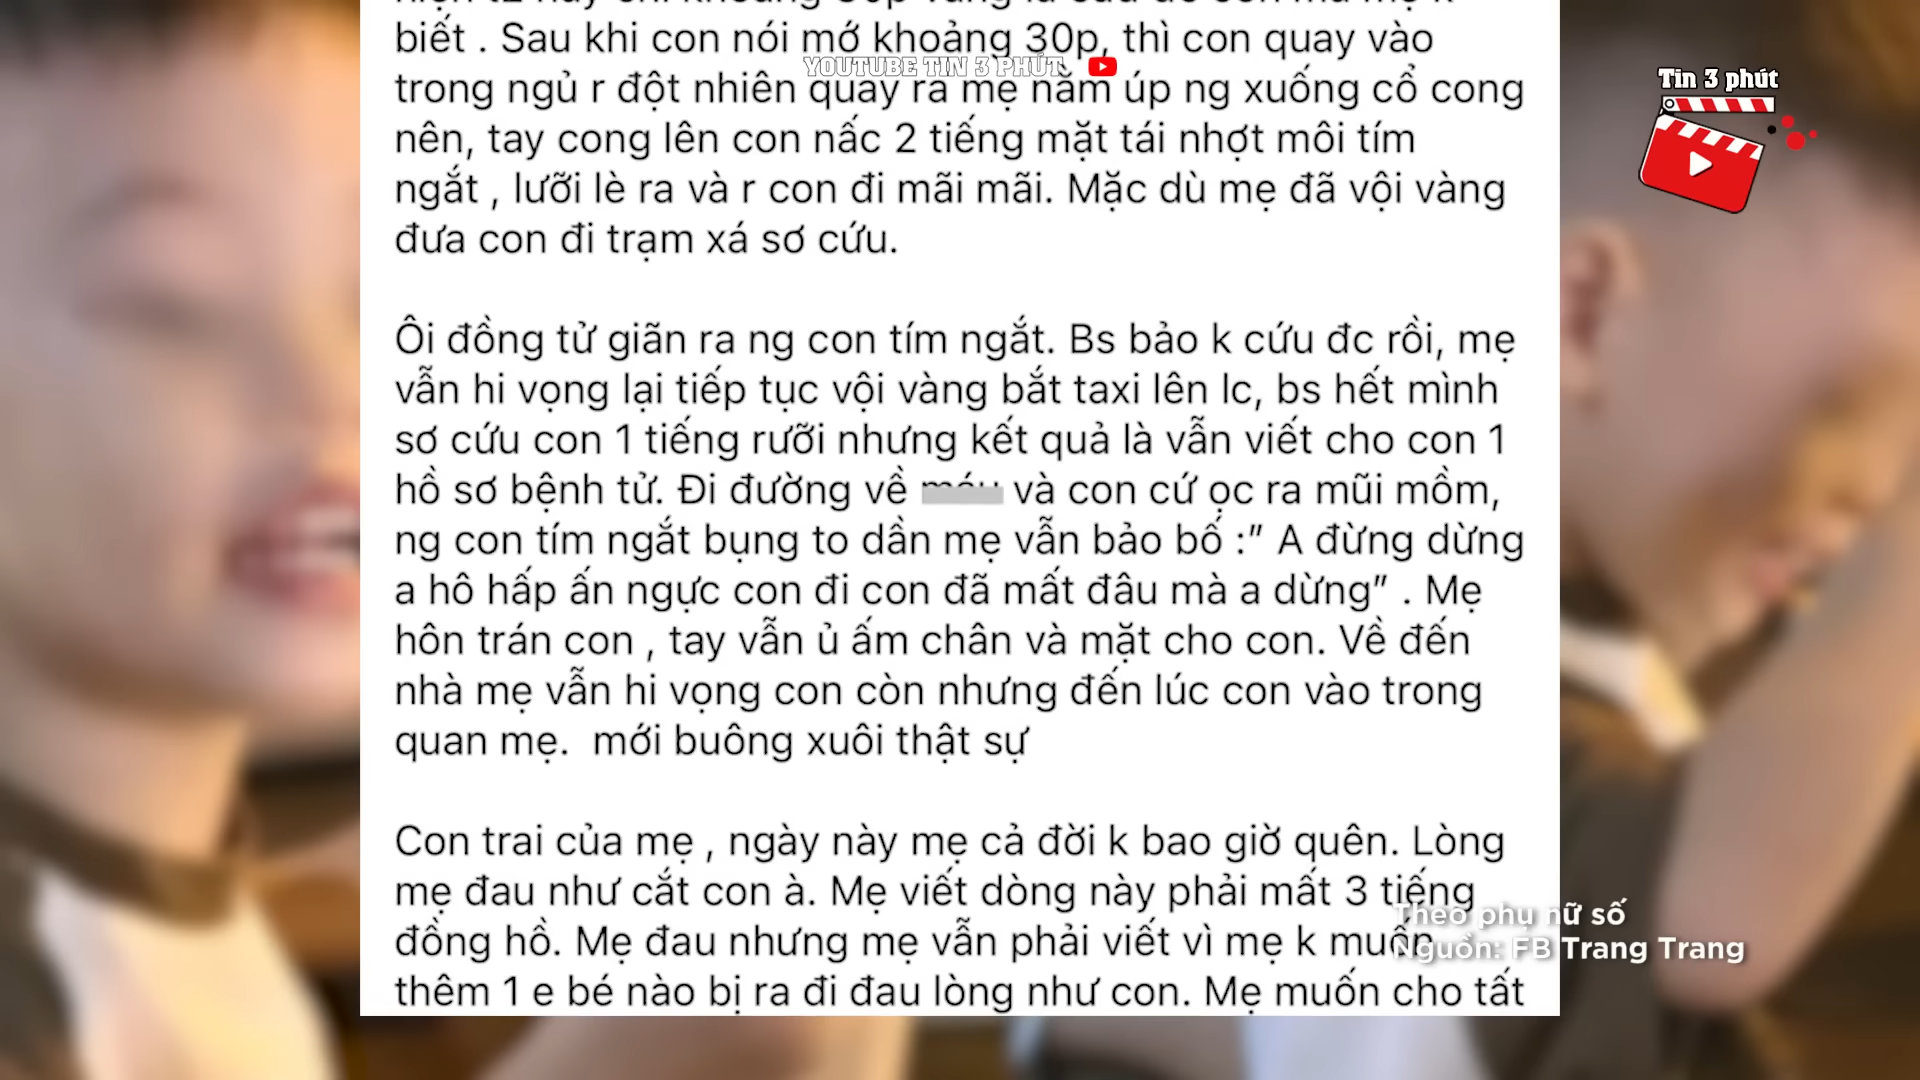 biết . Sau khi con nói mớ khoảng 30p, thì con quay vào
YOUTUBE TIN 3 PHÚT
Tin 3 phút
trong ngủ r đột nhiên quay ra mẹ nằm úp ng xuống cổ cong
nên, tay cong lên con nấc 2 tiếng mặt tái nhợt môi tím
ngắt , lưỡi lè ra và r con đi mãi mãi. Mặc dù mẹ đã vội vàng
đưa con đi trạm xá sơ cứu.
Ôi đồng tử giãn ra ng con tím ngắt. Bs bảo k cứu đc rồi, mẹ
vẫn hi vọng lại tiếp tục vội vàng bắt taxi lên lc, bs hết mình
sơ cứu con 1 tiếng rưỡi nhưng kết quả là vẫn viết cho con 1
hồ sơ bệnh tử. Đi đường về và con cứ ọc ra mũi mồm,
ng con tím ngắt bụng to dần mẹ vẫn bảo bố :” A đừng dừng
a hô hấp ấn ngực con đi con đã mất đâu mà a dừng” . Mẹ
hôn trán con , tay vẫn ủ ấm chân và mặt cho con. Về đến
nhà mẹ vẫn hi vọng con còn nhưng đến lúc con vào trong
quan mẹ.  mới buông xuôi thật sự
Con trai của mẹ , ngày này mẹ cả đời k bao giờ quên. Lòng
mẹ đau như cắt con à. Mẹ viết dòng này phải mất 3 tiếng
Theo phụ nữ số
đồng hồ. Mẹ đau nhưng mẹ vẫn phải viết vì mẹ k muốn
Nguồn: FB Trang Trang
thêm 1 e bé nào bị ra đi đau lòng như con. Mẹ muốn cho tất